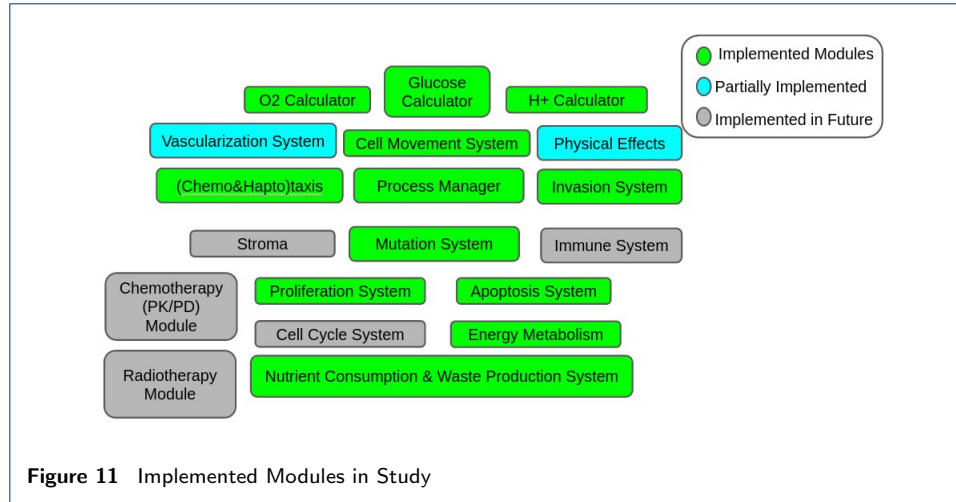 Implemented Modules
Partially Implemented
Implemented in Future
Glucose
Calculator
O2 Calculator
H+ Calculator
Vascularization System
Cell Movement System
Physical Effects
(Chemo&Hapto)taxis
Process Manager
Invasion System
Stroma
Mutation System
Immune System
Chemotherapy
(PK/PD)
Module
Proliferation System
Apoptosis System
Cell Cycle System
Energy Metabolism
Radiotherapy
Module
Nutrient Consumption & Waste Production System
Figure 11 Implemented Modules in Study